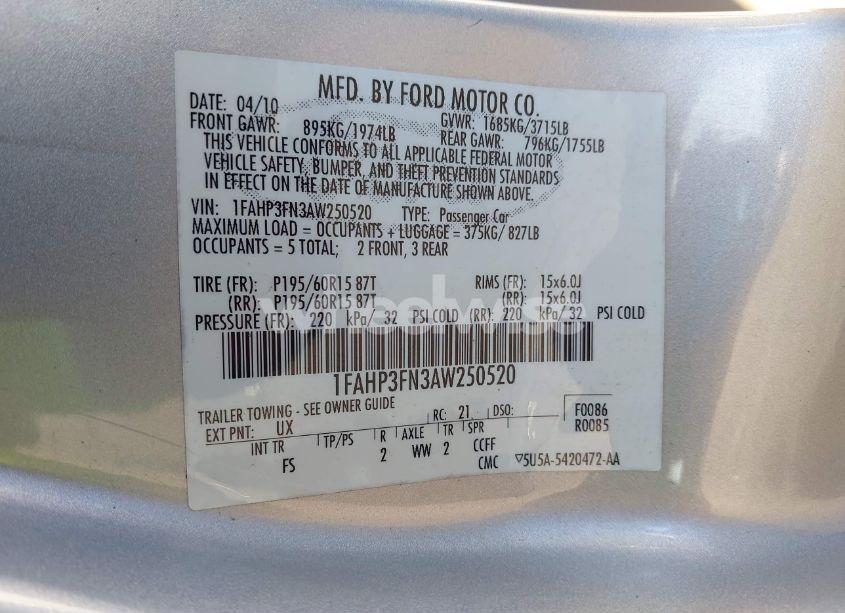 MFD. BY FORD MOTOR CO.
DATE: 04/10 GVWR: 1685KG/3715LB
FRONT GAWR: 895KG/1974LB REAR GAWR: 796KG/1755LB
THIS VEHICLE CONFORMS TO ALL APPLICABLE FEDERAL MOTOR
VEHICLE SAFETY, BUMPER, AND THEFT PREVENTION STANDARDS
IN EFFECT ON THE DATE OF MANUFACTURE SHOWN ABOVE.
VIN: 1FAHP3FN3AW250520 TYPE: Passenger Car
MAXIMUM LOAD = OCCUPANTS + LUGGAGE = 375KG/ 827LB
OCCUPANTS = 5 TOTAL; 2 FRONT, 3 REAR
TIRE (FR): P195/60R15 87T RIMS (FR): 15x6.0J
(RR): P195/60R15 87T (RR): 15x6.0J
PRESSURE (FR): 220 kPa/ 32 PSI COLD (RR): 220 kPa/ 32 PSI COLD
wheelwise
1FAHP3FN3AW250520
TRAILER TOWING - SEE OWNER GUIDE RC: 21 DSO: F0086
EXT PNT: UX R0085
INT TR TP/PS R AXLE TR SPR
FS 2 WW 2 CCFF
CMC ▽5U5A-5420472-AA